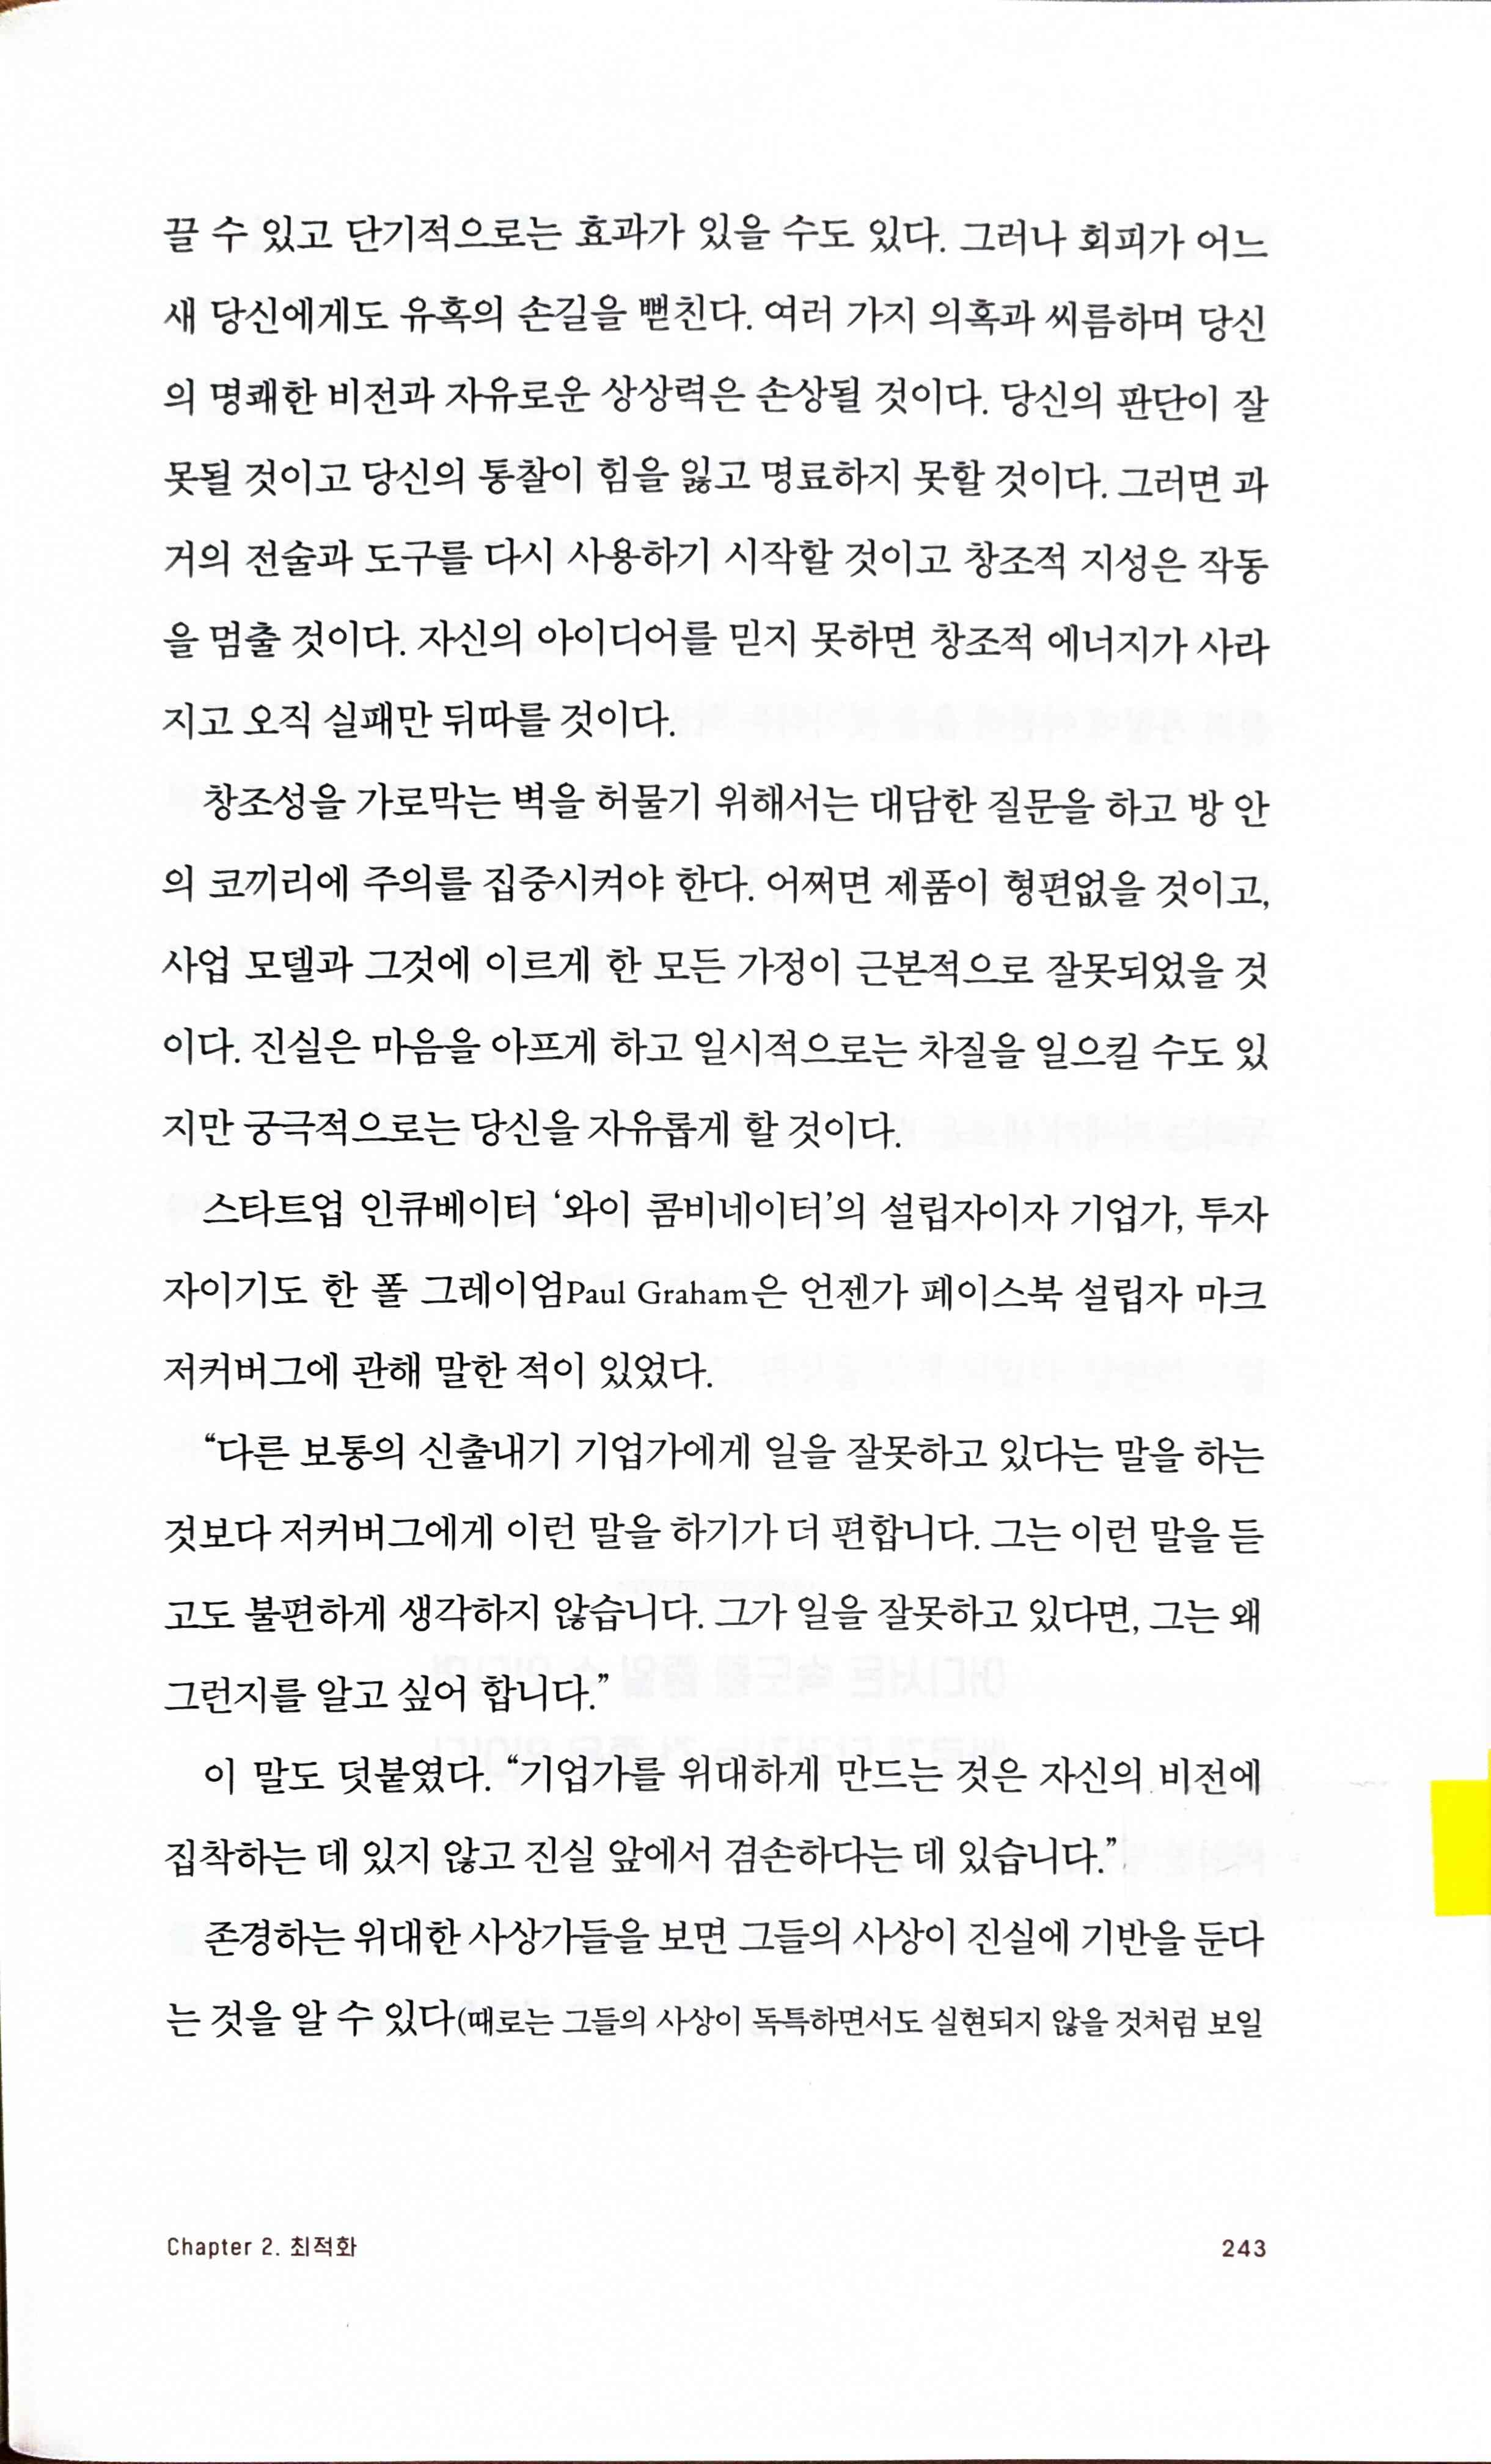 끌 수 있고 단기적으로는 효과가 있을 수도 있다. 그러나 회피가 어느
새 당신에게도 유혹의 손길을 뻗친다. 여러 가지 의혹과 씨름하며 당신
의 명쾌한 비전과 자유로운 상상력은 손상될 것이다. 당신의 판단이 잘
못될 것이고 당신의 통찰이 힘을 잃고 명료하지 못할 것이다. 그러면 과
거의 전술과 도구를 다시 사용하기 시작할 것이고 창조적 지성은 작동
을 멈출 것이다. 자신의 아이디어를 믿지 못하면 창조적 에너지가 사라
지고 오직 실패만 뒤따를 것이다.
창조성을 가로막는 벽을 허물기 위해서는 대담한 질문을 하고 방 안
의 코끼리에 주의를 집중시켜야 한다. 어쩌면 제품이 형편없을 것이고,
사업 모델과 그것에 이르게 한 모든 가정이 근본적으로 잘못되었을 것
이다. 진실은 마음을 아프게 하고 일시적으로는 차질을 일으킬 수도 있
지만 궁극적으로는 당신을 자유롭게 할 것이다.
스타트업 인큐베이터 ‘와이 콤비네이터’의 설립자이자 기업가, 투자
자이기도 한 폴 그레이엄Paul Graham은 언젠가 페이스북 설립자 마크
저커버그에 관해 말한 적이 있었다.
“다른 보통의 신출내기 기업가에게 일을 잘못하고 있다는 말을 하는
것보다 저커버그에게 이런 말을 하기가 더 편합니다. 그는 이런 말을 듣
고도 불편하게 생각하지 않습니다. 그가 일을 잘못하고 있다면, 그는 왜
그런지를 알고 싶어 합니다.”
이 말도 덧붙였다. “기업가를 위대하게 만드는 것은 자신의 비전에
집착하는 데 있지 않고 진실 앞에서 겸손하다는 데 있습니다.”
존경하는 위대한 사상가들을 보면 그들의 사상이 진실에 기반을 둔다
는 것을 알 수 있다(때로는 그들의 사상이 독특하면서도 실현되지 않을 것처럼 보일
Chapter 2. 최적화
243